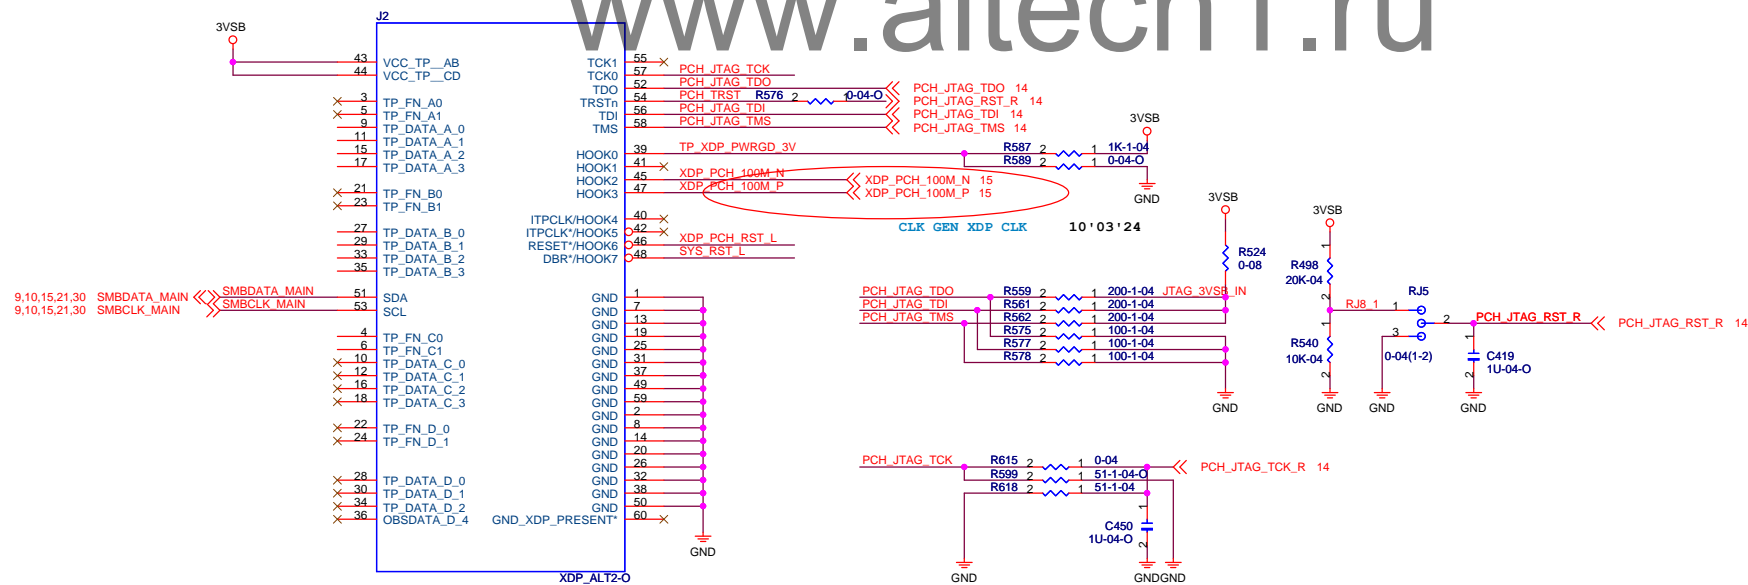 www.aitech1.ru
J2
3VSB
43 VCC_TP__AB
44 VCC_TP__CD
3 TP_FN_A0
5 TP_FN_A1
9 TP_DATA_A_0
11 TP_DATA_A_1
15 TP_DATA_A_2
17 TP_DATA_A_3
21 TP_FN_B0
23 TP_FN_B1
27 TP_DATA_B_0
29 TP_DATA_B_1
33 TP_DATA_B_2
35 TP_DATA_B_3
9,10,15,21,30 SMBDATA_MAIN SMBDATA_MAIN 51 SDA
9,10,15,21,30 SMBCLK_MAIN SMBCLK_MAIN 53 SCL
4 TP_FN_C0
6 TP_FN_C1
10 TP_DATA_C_0
12 TP_DATA_C_1
16 TP_DATA_C_2
18 TP_DATA_C_3
22 TP_FN_D_0
24 TP_FN_D_1
28 TP_DATA_D_0
30 TP_DATA_D_1
34 TP_DATA_D_2
36 OBSDATA_D_4
TCK1 55
TCK0 57 PCH_JTAG_TCK
TDO 52 PCH_JTAG_TDO PCH_JTAG_TDO 14
TRSTn 54 PCH_TRST R576 2 1 0-04-O PCH_JTAG_RST_R 14
TDI 56 PCH_JTAG_TDI PCH_JTAG_TDI 14
TMS 58 PCH_JTAG_TMS PCH_JTAG_TMS 14
3VSB
HOOK0 39 TP_XDP_PWRGD_3V R587 2 1 1K-1-04
HOOK1 41 R589 2 1 0-04-O
HOOK2 45 XDP_PCH_100M_N XDP_PCH_100M_N 15
HOOK3 47 XDP_PCH_100M_P XDP_PCH_100M_P 15
GND
ITPCLK/HOOK4 40
ITPCLK*/HOOK5 42
RESET*/HOOK6 46 XDP_PCH_RST_L
DBR*/HOOK7 48 SYS_RST_L
CLK GEN XDP CLK 10'03'24
GND 1
GND 7
GND 13
GND 19
GND 25
GND 31
GND 37
GND 49
GND 59
GND 2
GND 8
GND 14
GND 20
GND 26
GND 32
GND 38
GND 50
GND_XDP_PRESENT* 60
GND
XDP_ALT2-O
3VSB
R524
0-08
PCH_JTAG_TDO R559 2 1 200-1-04 JTAG_3VSB_IN
PCH_JTAG_TDI R561 2 1 200-1-04
PCH_JTAG_TMS R562 2 1 200-1-04
R575 2 1 100-1-04
R577 2 1 100-1-04
R578 2 1 100-1-04
GND
3VSB
1
R498
20K-04
2
RJ8_1
1
R540
10K-04
2
GND
RJ5
1
2
3
0-04(1-2)
GND
PCH_JTAG_RST_R PCH_JTAG_RST_R 14
1
C419
1U-04-O
2
GND
PCH_JTAG_TCK R615 2 1 0-04 PCH_JTAG_TCK_R 14
R599 2 1 51-1-04-O
R618 2 1 51-1-04
1
C450
1U-04-O
2
GND
GND
GND